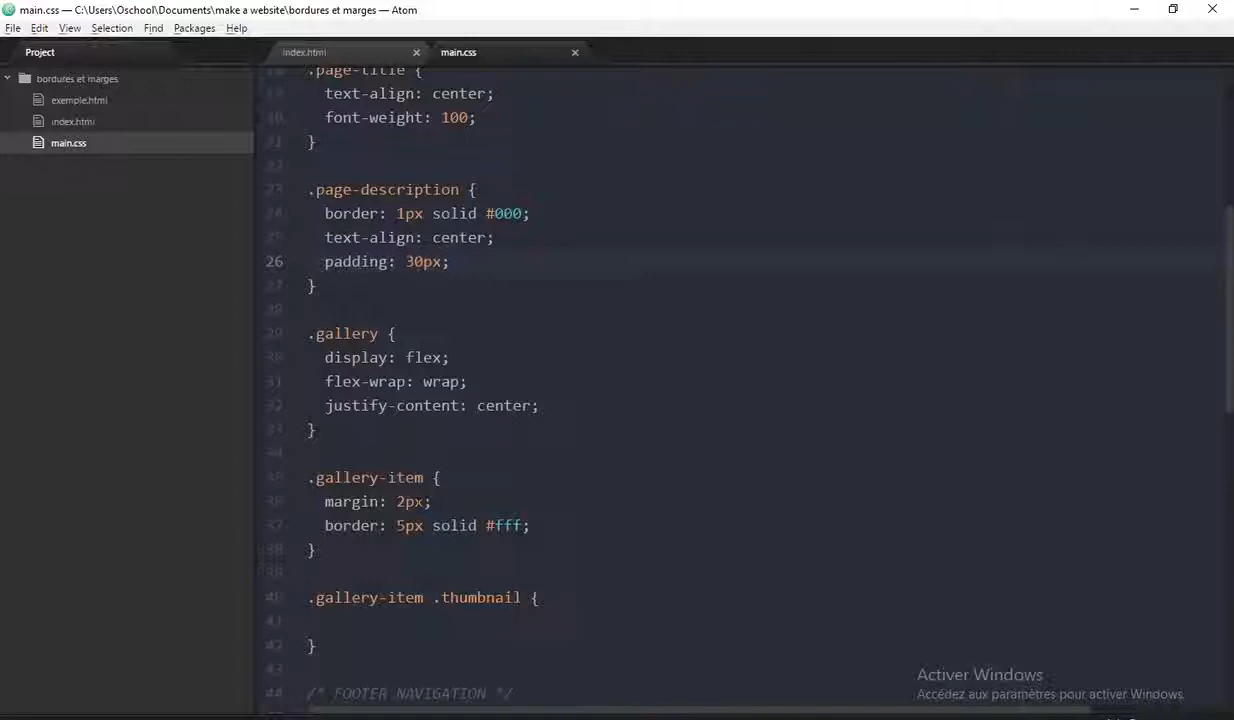 main.css — C:\Users\Oschool\Documents\make a website\bordures et marges — Atom
File Edit View Selection Find Packages Help
Project index.html main.css
bordures et marges
exemple.html
index.html
main.css
.page-title {
text-align: center;
font-weight: 100;
}
.page-description {
border: 1px solid #000;
text-align: center;
26 padding: 30px;
}
.gallery {
display: flex;
flex-wrap: wrap;
justify-content: center;
}
.gallery-item {
margin: 2px;
border: 5px solid #fff;
}
.gallery-item .thumbnail {
}
/* FOOTER NAVIGATION */
Activer Windows
Accédez aux paramètres pour activer Windows.